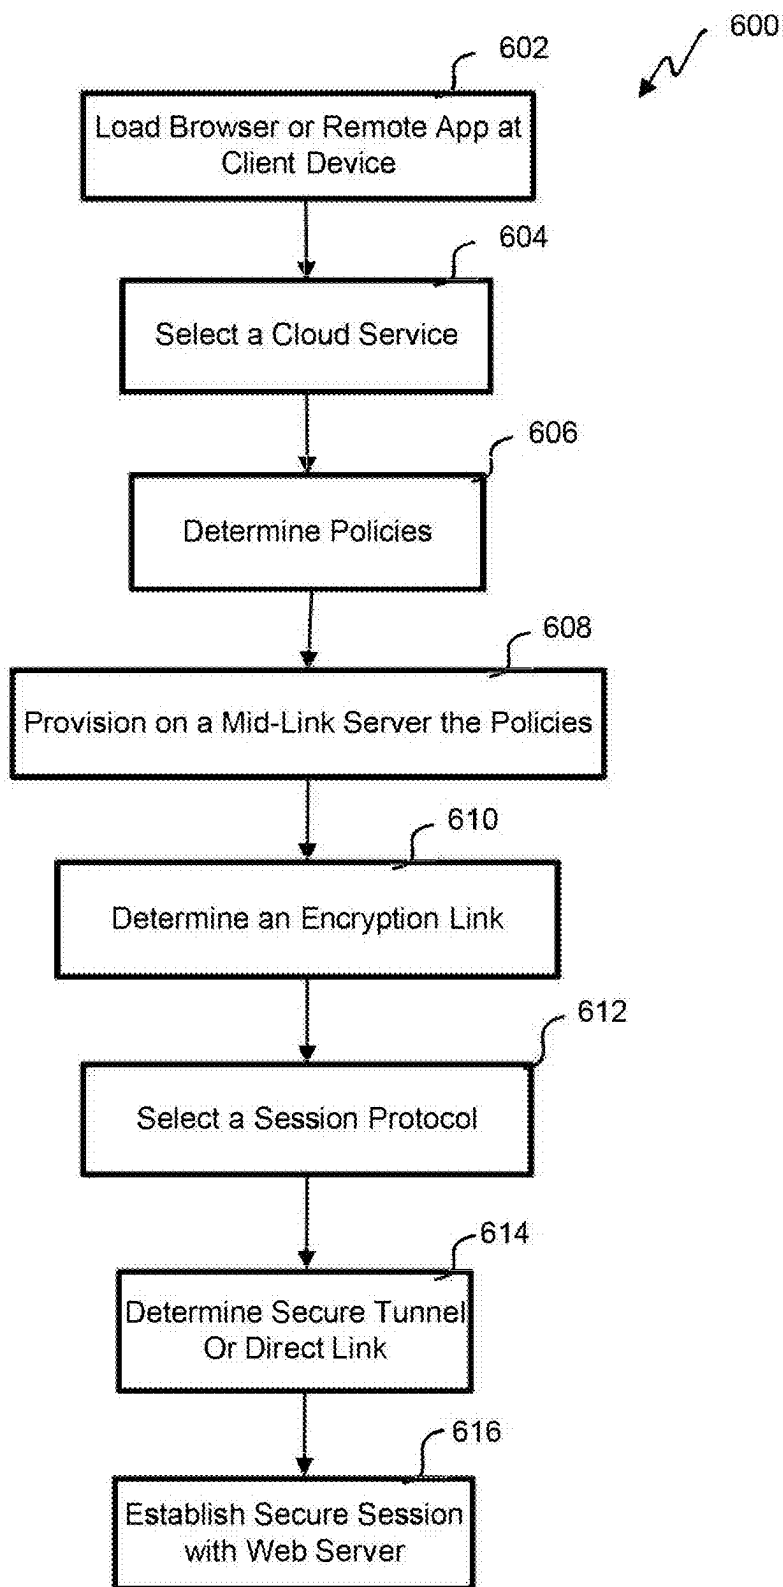 600
602
Load Browser or Remote App at
Client Device
604
Select a Cloud Service
606
Determine Policies
608
Provision on a Mid-Link Server the Policies
610
Determine an Encryption Link
612
Select a Session Protocol
614
Determine Secure Tunnel
Or Direct Link
616
Establish Secure Session
with Web Server